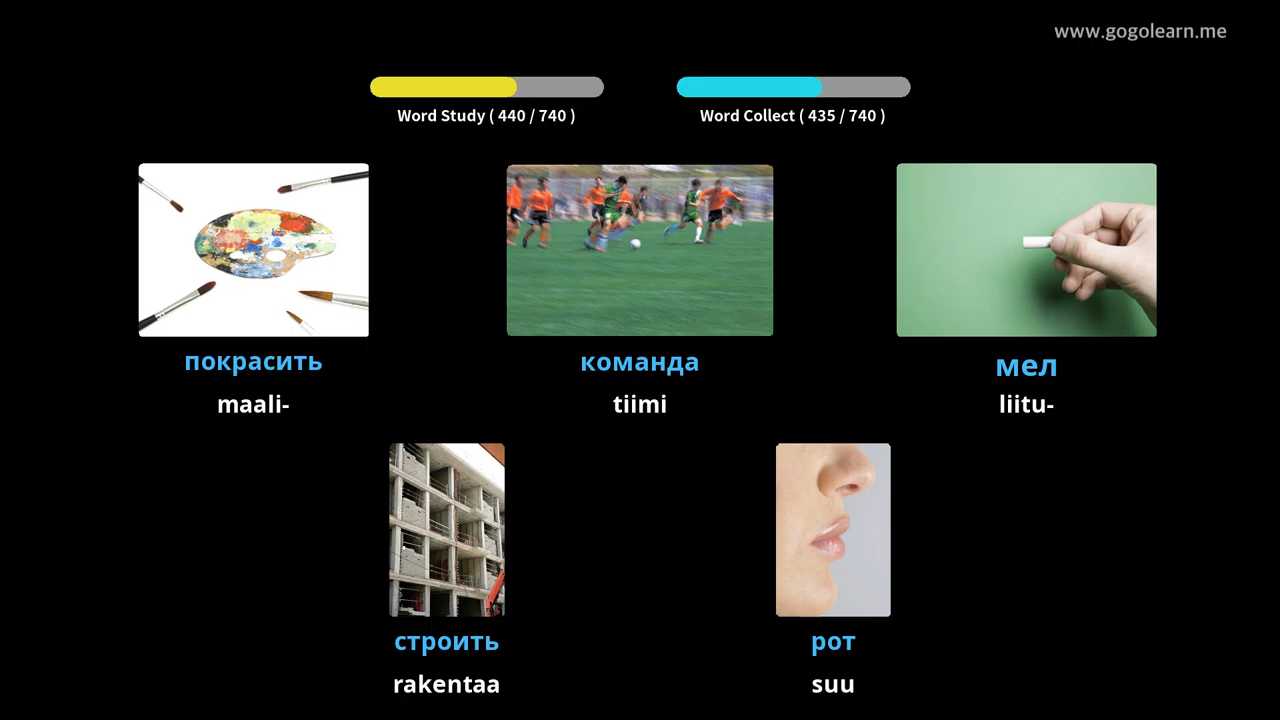 www.gogolearn.me
Word Study ( 440 / 740 )
Word Collect ( 435 / 740 )
покрасить
maali-
команда
tiimi
мел
liitu-
строить
rakentaa
рот
suu